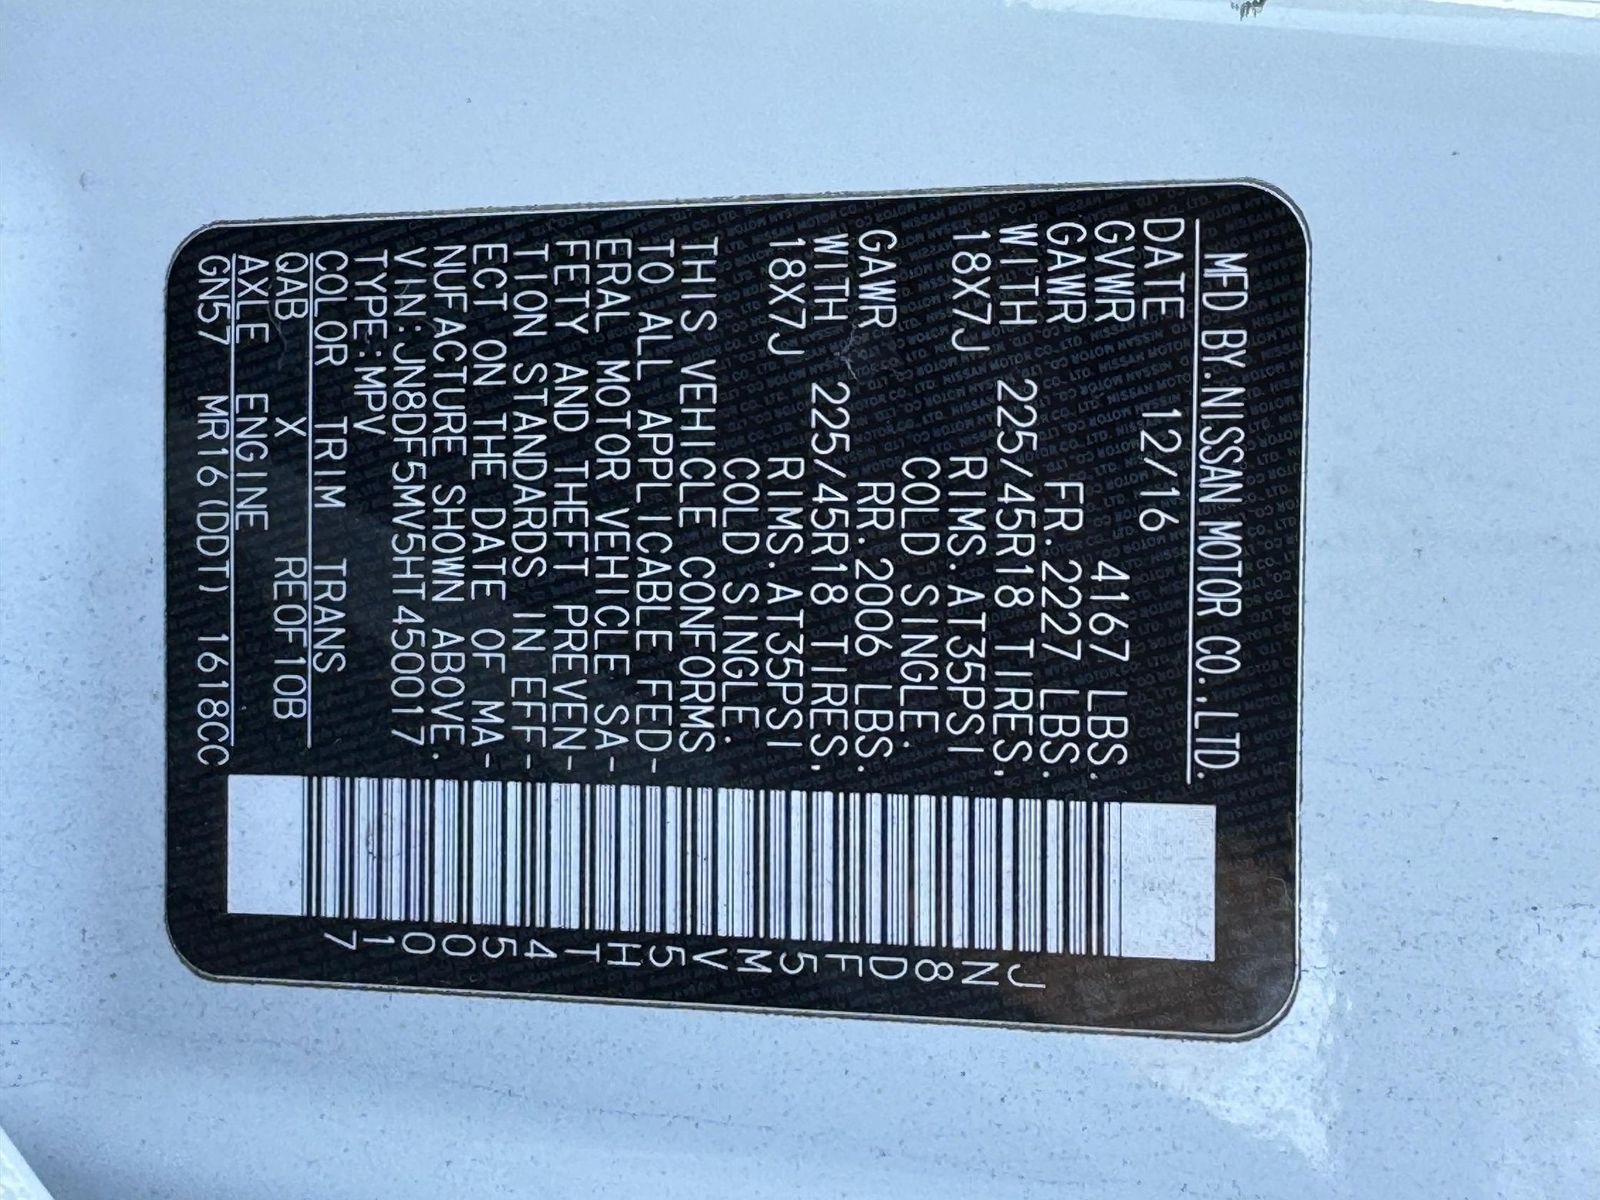 MFD BY.NISSAN MOTOR CO.,LTD.
DATE 12/16
GVWR 4167 LBS.
GAWR FR.2227 LBS.
WITH 225/45R18 TIRES,
18X7J RIMS.AT35PSI
COLD SINGLE.
GAWR RR.2006 LBS.
WITH 225/45R18 TIRES,
18X7J RIMS.AT35PSI
COLD SINGLE.
THIS VEHICLE CONFORMS
TO ALL APPLICABLE FED-
ERAL MOTOR VEHICLE SA-
FETY AND THEFT PREVEN-
TION STANDARDS IN EFF-
ECT ON THE DATE OF MA-
NUFACTURE SHOWN ABOVE.
VIN:JN8DF5MV5HT450017
TYPE:MPV
COLOR TRIM TRANS
QAB X RE0F10B
AXLE ENGINE
GN57 MR16(DDT) 1618CC
JN8DF5MV5HT450017